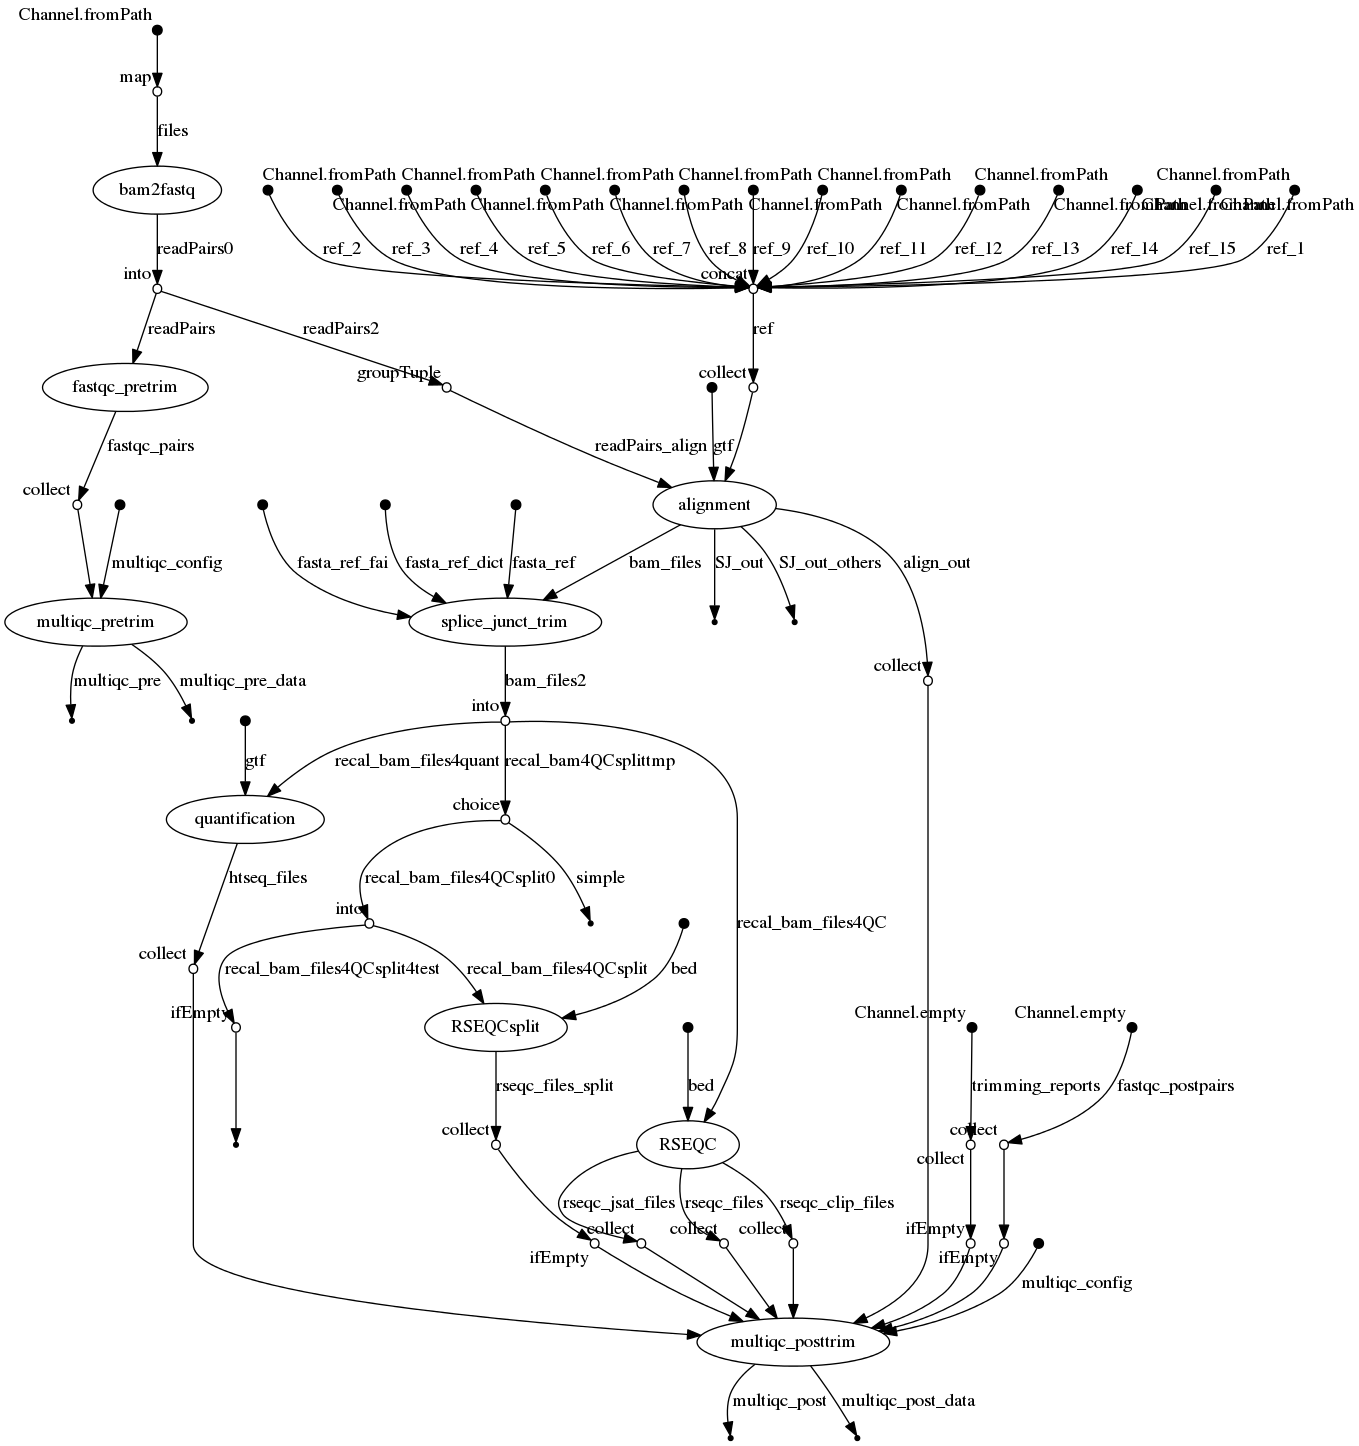 Channel.fromPath
map
files
bam2fastq
Channel.fromPath Channel.fromPath Channel.fromPath Channel.fromPath Channel.fromPath Channel.fromPath Channel.fromPath
Channel.fromPath Channel.fromPath Channel.fromPath Channel.fromPath Channel.fromPath Channel.fromPath Channel.fromPath Channel.fromPath
readPairs0 ref_2 ref_3 ref_4 ref_5 ref_6 ref_7 ref_8 ref_9 ref_10 ref_11 ref_12 ref_13 ref_14 ref_15 ref_1
into concat
readPairs readPairs2 ref
groupTuple collect
fastqc_pretrim
fastqc_pairs readPairs_align gtf
collect
alignment
multiqc_config fasta_ref_fai fasta_ref_dict fasta_ref bam_files SJ_out SJ_out_others align_out
multiqc_pretrim splice_junct_trim
collect
multiqc_pre multiqc_pre_data bam_files2
into
gtf recal_bam_files4quant recal_bam4QCsplittmp
choice
quantification
htseq_files recal_bam_files4QCsplit0 simple
into
recal_bam_files4QC
collect
recal_bam_files4QCsplit4test recal_bam_files4QCsplit bed
ifEmpty Channel.empty Channel.empty
RSEQCsplit
rseqc_files_split bed trimming_reports fastqc_postpairs
collect collect
RSEQC
collect
rseqc_jsat_files rseqc_files rseqc_clip_files
collect collect collect ifEmpty
ifEmpty ifEmpty
multiqc_config
multiqc_posttrim
multiqc_post multiqc_post_data